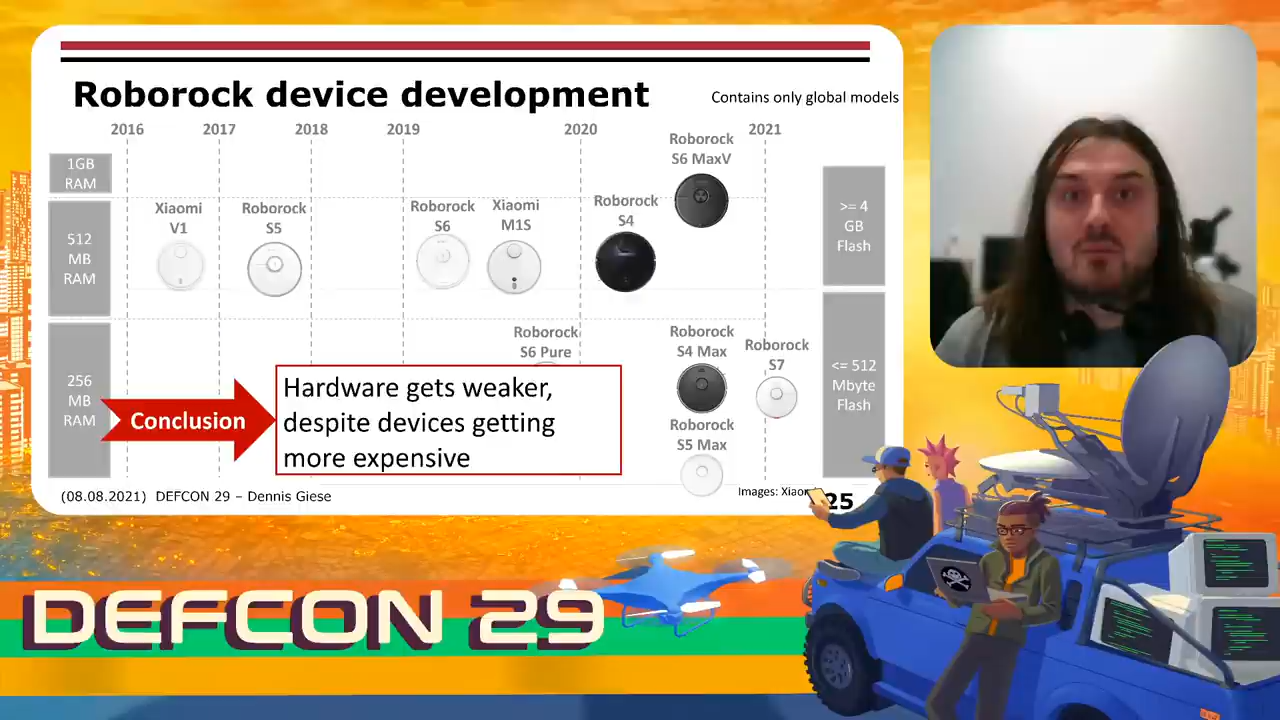 Roborock device development
Contains only global models
2016 2017 2018 2019 2020 2021
1GB
RAM
512
MB
RAM
256
MB
RAM
Xiaomi
V1
Roborock
S5
Roborock
S6
Xiaomi
M1S
Roborock
S4
Roborock
S6 MaxV
Roborock
S6 Pure
Roborock
S4 Max
Roborock
S7
Roborock
S5 Max
>= 4
GB
Flash
<= 512
Mbyte
Flash
Conclusion
Hardware gets weaker,
despite devices getting
more expensive
(08.08.2021) DEFCON 29 – Dennis Giese
Images:
25
DEFCON 29